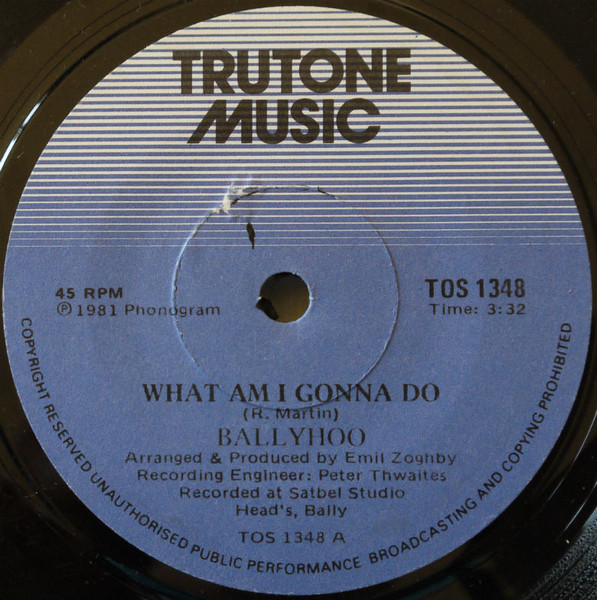 TRUTONE
MUSIC
45 RPM
℗1981 Phonogram
TOS 1348
Time: 3:32
WHAT AM I GONNA DO
(R. Martin)
BALLYHOO
Arranged & Produced by Emil Zoghby
Recording Engineer: Peter Thwaites
Recorded at Satbel Studio
Head's, Bally
TOS 1348 A
COPYRIGHT RESERVED UNAUTHORISED PUBLIC PERFORMANCE BROADCASTING AND COPYING PROHIBITED